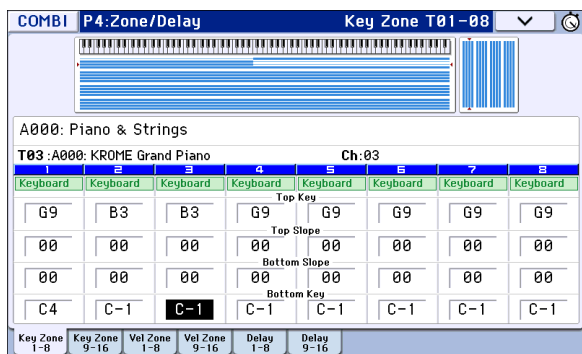 COMBI P4:Zone/Delay Key Zone T01-08
A000: Piano & Strings
T03 :A000: KROME Grand Piano Ch:03
1 2 3 4 5 6 7 8
Keyboard Keyboard Keyboard Keyboard Keyboard Keyboard Keyboard Keyboard
Top Key
G9 B3 B3 G9 G9 G9 G9 G9
Top Slope
00 00 00 00 00 00 00 00
Bottom Slope
00 00 00 00 00 00 00 00
Bottom Key
C4 C-1 C-1 C-1 C-1 C-1 C-1 C-1
Key Zone Key Zone Vel Zone Vel Zone Delay Delay
1-8 9-16 1-8 9-16 1-8 9-16